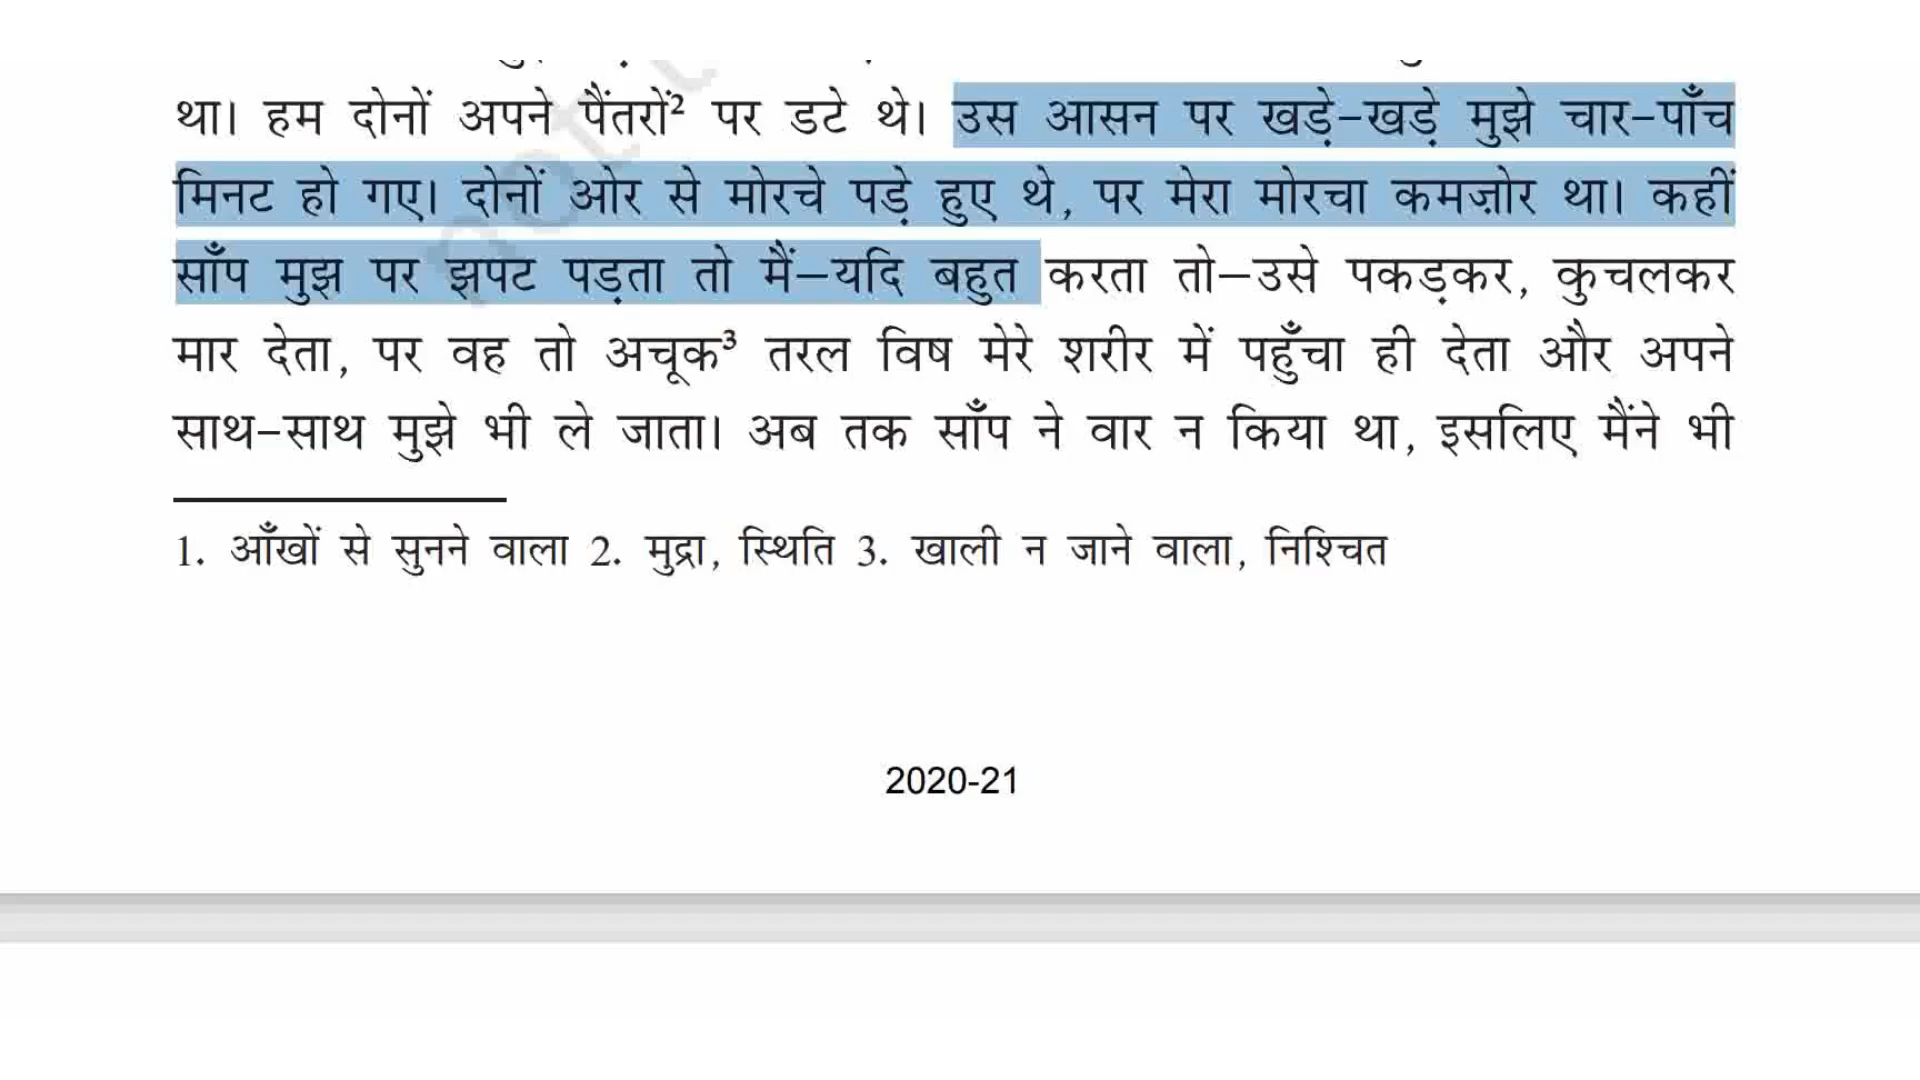 था। हम दोनों अपने पैंतरों² पर डटे थे। उस आसन पर खड़े-खड़े मुझे चार-पाँच
मिनट हो गए। दोनों ओर से मोरचे पड़े हुए थे, पर मेरा मोरचा कमज़ोर था। कहीं
साँप मुझ पर झपट पड़ता तो मैं—यदि बहुत करता तो—उसे पकड़कर, कुचलकर
मार देता, पर वह तो अचूक³ तरल विष मेरे शरीर में पहुँचा ही देता और अपने
साथ-साथ मुझे भी ले जाता। अब तक साँप ने वार न किया था, इसलिए मैंने भी
1. आँखों से सुनने वाला 2. मुद्रा, स्थिति 3. खाली न जाने वाला, निश्चित
2020-21